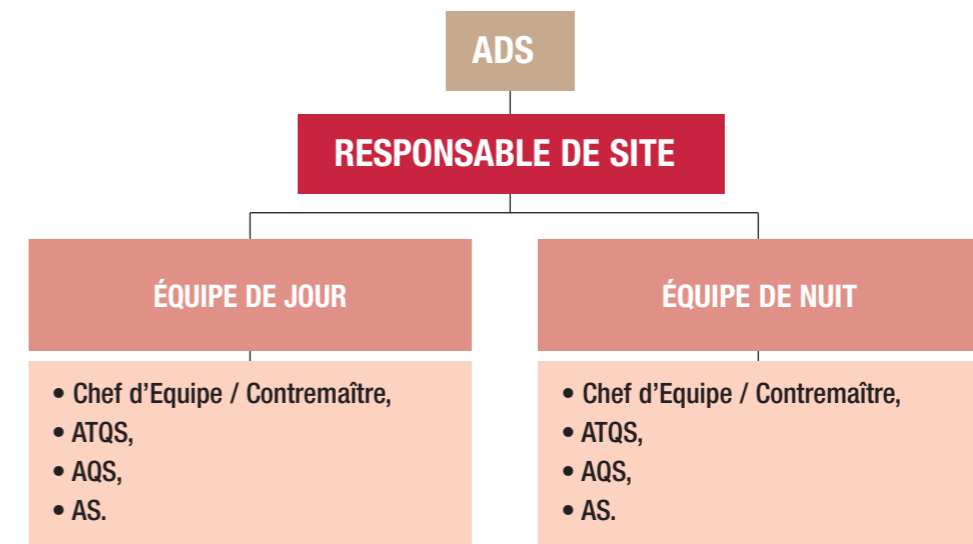 ADS
RESPONSABLE DE SITE
ÉQUIPE DE JOUR
• Chef d’Equipe / Contremaître,
• ATQS,
• AQS,
• AS.
ÉQUIPE DE NUIT
• Chef d’Equipe / Contremaître,
• ATQS,
• AQS,
• AS.